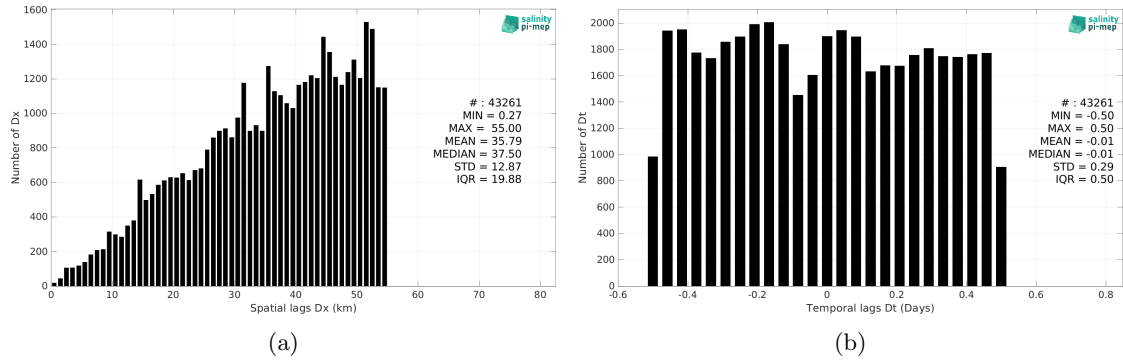 1600
1400
1200
1000
800
600
400
200
0
Number of Dx
salinity
pi-mep
# : 43261
MIN = 0.27
MAX = 55.00
MEAN = 35.79
MEDIAN = 37.50
STD = 12.87
IQR = 19.88
0 10 20 30 40 50 60 70 80
Spatial lags Dx (km)
(a)
2000
1800
1600
1400
1200
1000
800
600
400
200
0
Number of Dt
salinity
pi-mep
# : 43261
MIN = -0.50
MAX = 0.50
MEAN = -0.01
MEDIAN = -0.01
STD = 0.29
IQR = 0.50
-0.6 -0.4 -0.2 0 0.2 0.4 0.6 0.8
Temporal lags Dt (Days)
(b)